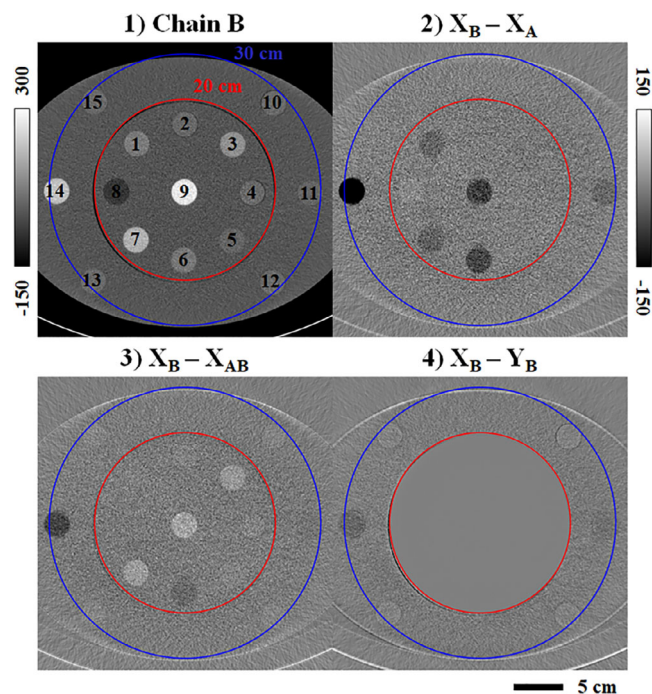 1) Chain B
2) X_B – X_A
30 cm
20 cm
300
-150
150
-150
15
10
2
1
3
14
8
9
4
11
7
5
6
13
12
3) X_B – X_AB
4) X_B – Y_B
5 cm